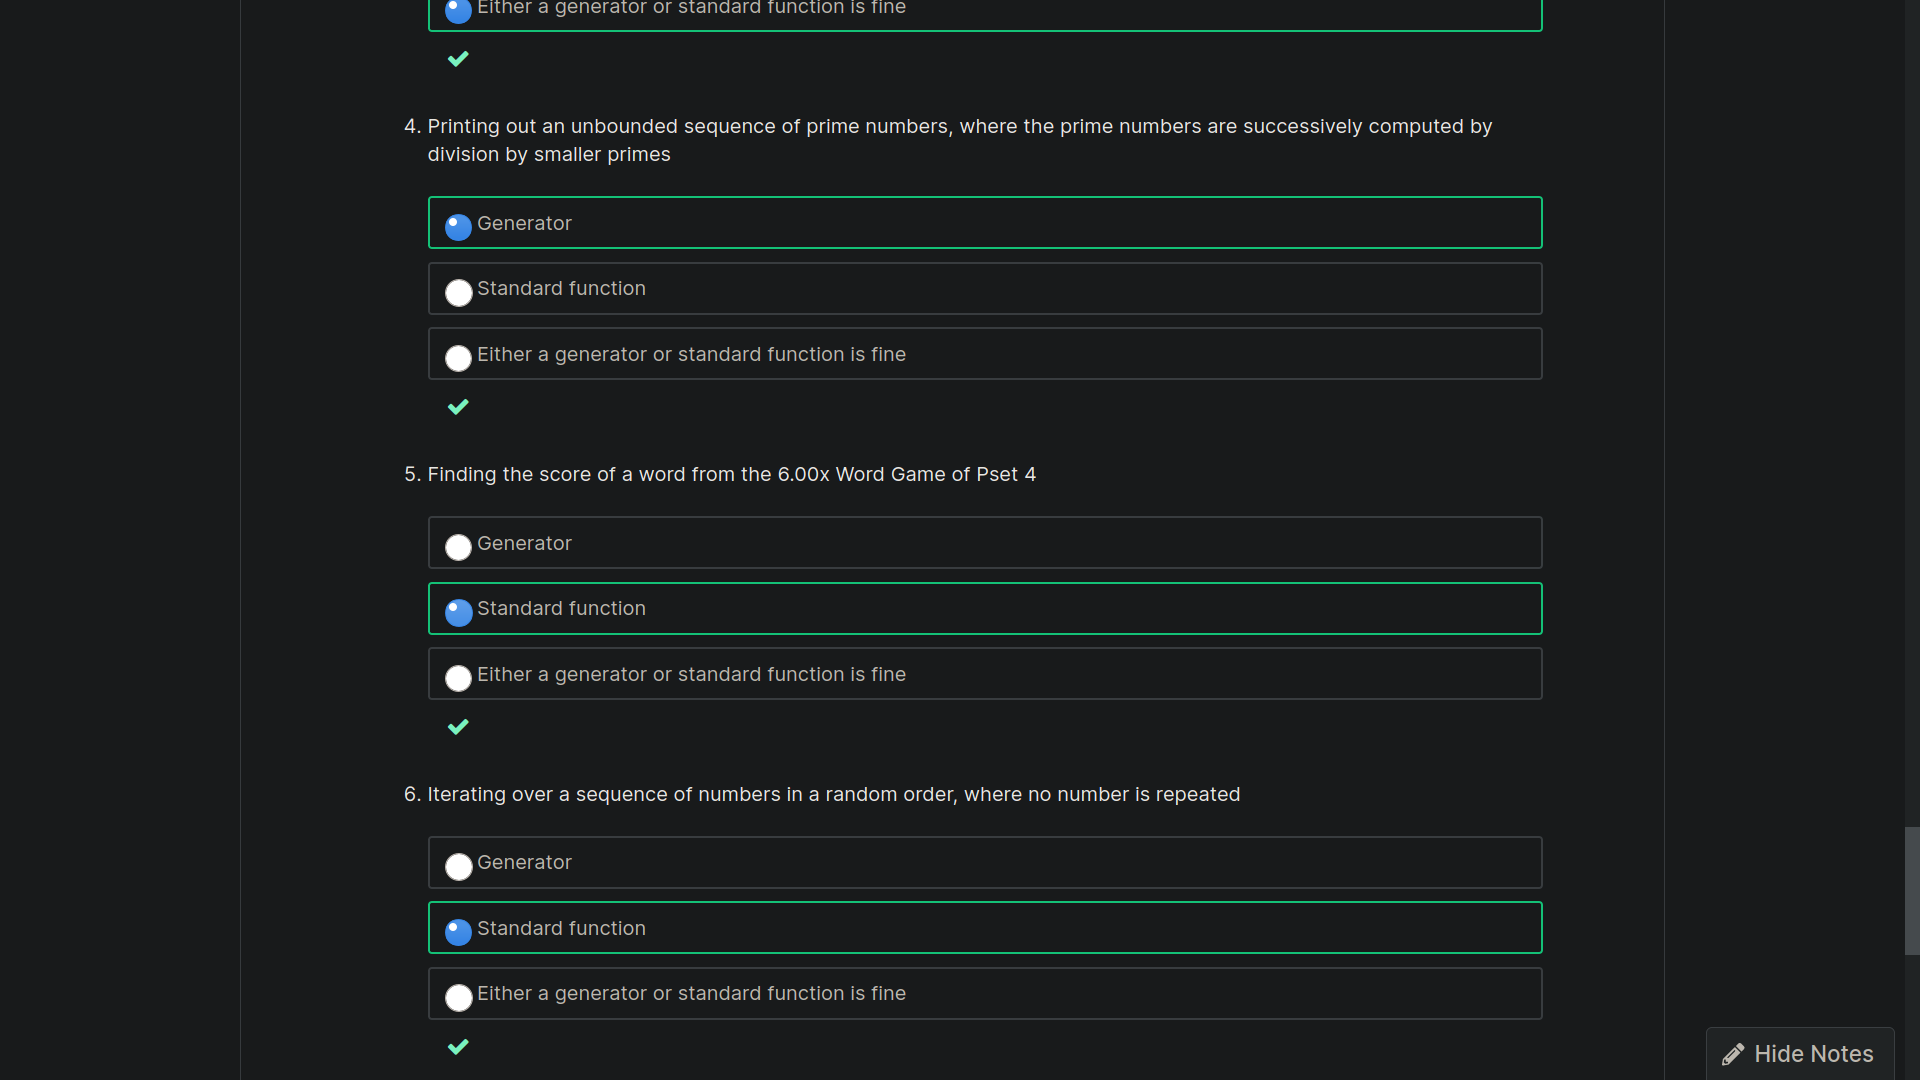 Either a generator or standard function is fine
4. Printing out an unbounded sequence of prime numbers, where the prime numbers are successively computed by
division by smaller primes
Generator
Standard function
Either a generator or standard function is fine
5. Finding the score of a word from the 6.00x Word Game of Pset 4
Generator
Standard function
Either a generator or standard function is fine
6. Iterating over a sequence of numbers in a random order, where no number is repeated
Generator
Standard function
Either a generator or standard function is fine
Hide Notes